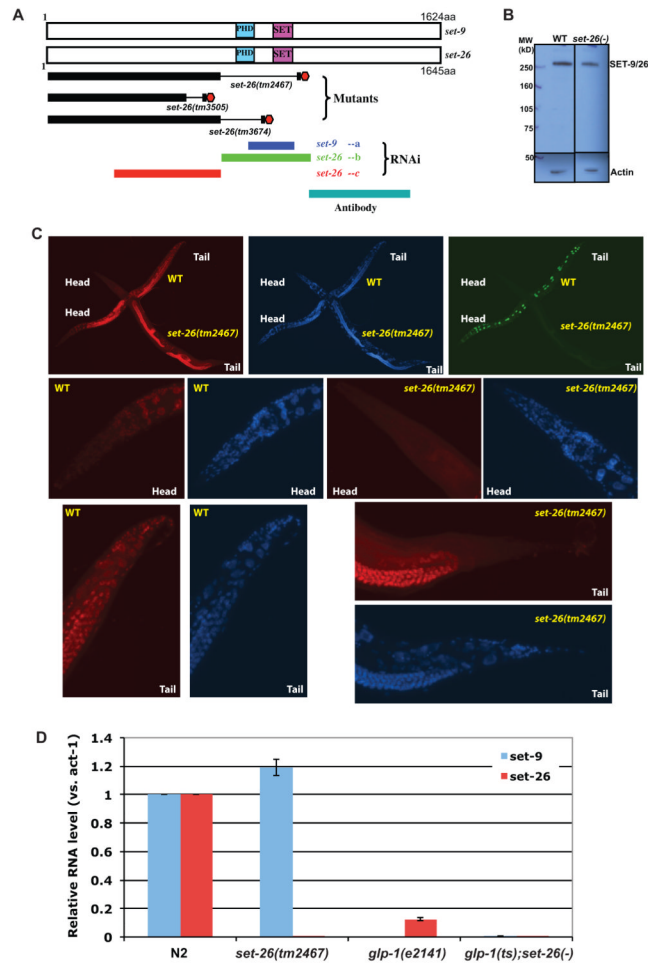 A
1
1624aa
PHD
SET
set-9
PHD
SET
set-26
1
1645aa
set-26(tm2467)
set-26(tm3505)
set-26(tm3674)
Mutants
set-9 --a
set-26 --b
set-26 --c
RNAi
Antibody
B
MW
(kD)
WT set-26(-)
250
160
105
75
50
SET-9/26
Actin
C
Head
Tail
WT
Head
set-26(tm2467)
Tail
Head
Tail
WT
Head
set-26(tm2467)
Tail
Tail
WT
Head
set-26(tm2467)
Tail
WT
Head
WT
Head
set-26(tm2467)
Head
set-26(tm2467)
Head
WT
Tail
WT
Tail
set-26(tm2467)
Tail
set-26(tm2467)
Tail
D
Relative RNA level (vs. act-1)
1.4
1.2
1
0.8
0.6
0.4
0.2
0
set-9
set-26
N2
set-26(tm2467)
glp-1(e2141)
glp-1(ts);set-26(-)